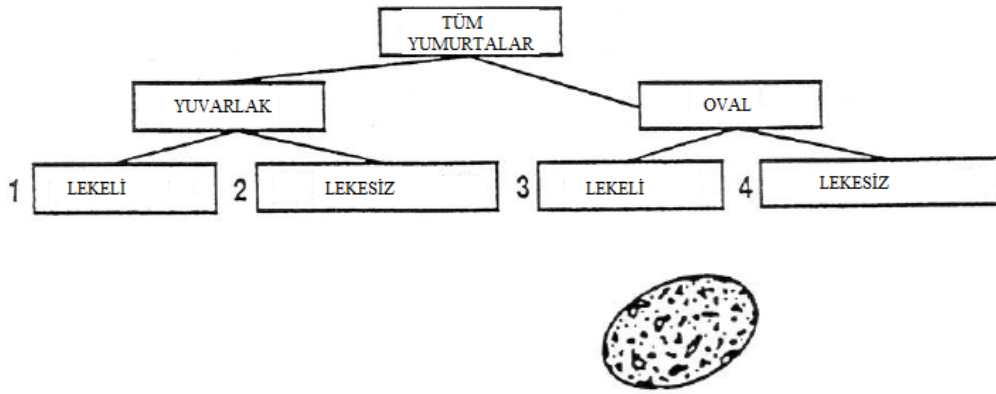 TÜM
YUMURTALAR
YUVARLAK
OVAL
1 LEKELİ 2 LEKESİZ 3 LEKELİ 4 LEKESİZ